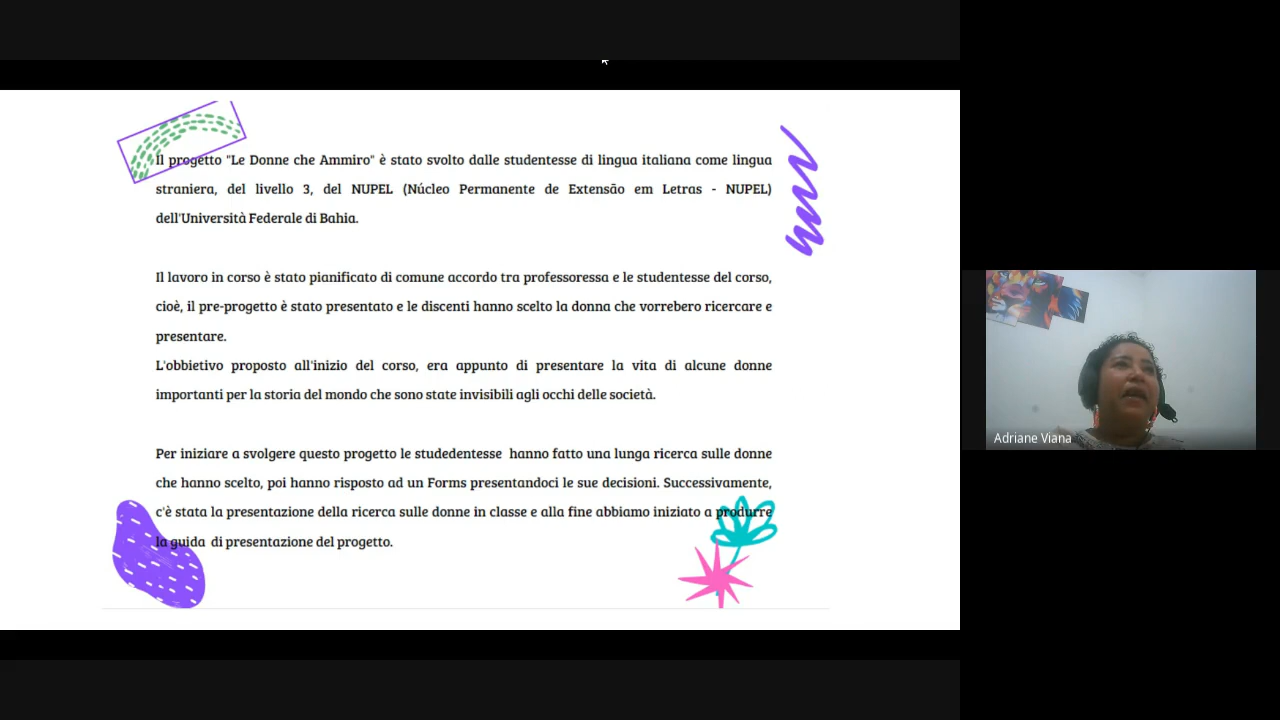 Il progetto "Le Donne che Ammiro" è stato svolto dalle studentesse di lingua italiana come lingua
straniera, del livello 3, del NUPEL (Núcleo Permanente de Extensão em Letras - NUPEL)
dell'Università Federale di Bahia.
Il lavoro in corso è stato pianificato di comune accordo tra professoressa e le studentesse del corso,
cioè, il pre-progetto è stato presentato e le discenti hanno scelto la donna che vorrebero ricercare e
presentare.
L'obbietivo proposto all'inizio del corso, era appunto di presentare la vita di alcune donne
importanti per la storia del mondo che sono state invisibili agli occhi delle società.
Per iniziare a svolgere questo progetto le studedentesse hanno fatto una lunga ricerca sulle donne
che hanno scelto, poi hanno risposto ad un Forms presentandoci le sue decisioni. Successivamente,
c'è stata la presentazione della ricerca sulle donne in classe e alla fine abbiamo iniziato a produrre
la guida di presentazione del progetto.
Adriane Viana